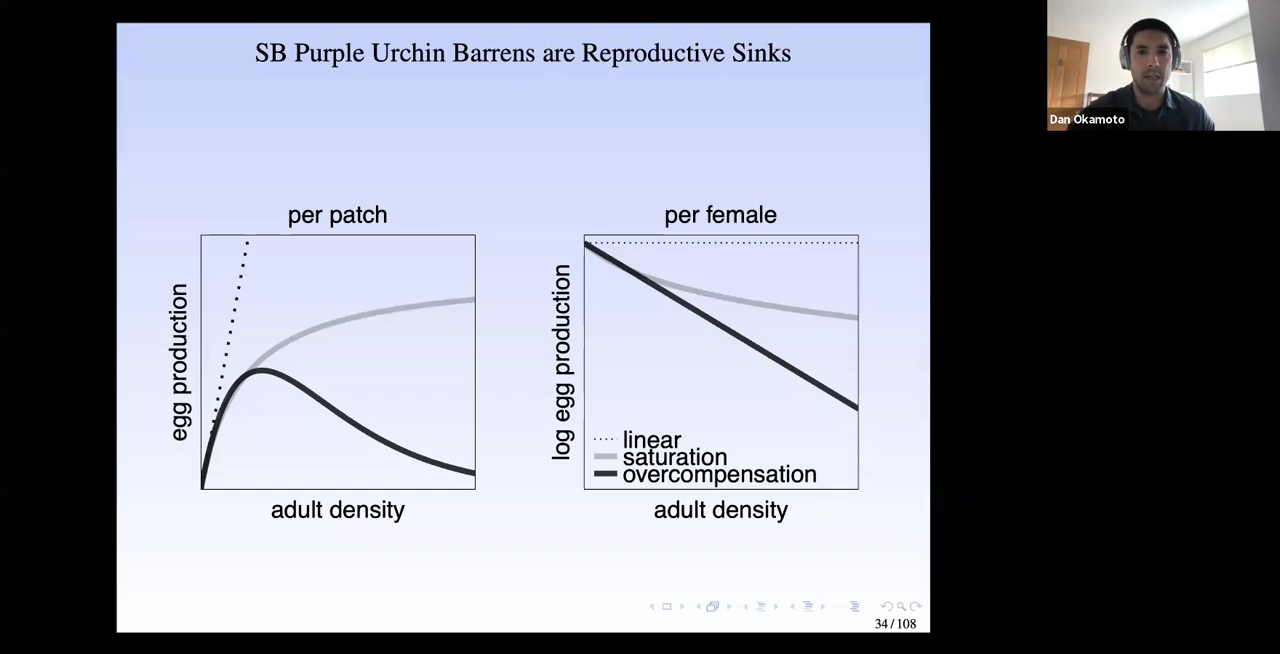 SB Purple Urchin Barrens are Reproductive Sinks
Dan Okamoto
per patch
egg production
adult density
per female
log egg production
linear
saturation
overcompensation
adult density
34 / 108